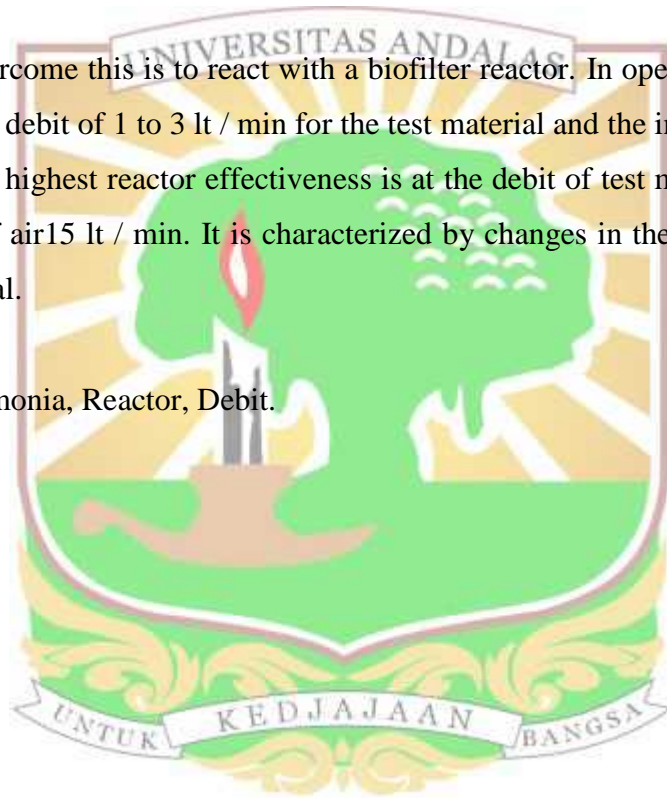 UNIVERSITAS ANDALAS
rcome this is to react with a biofilter reactor. In ope
debit of 1 to 3 lt / min for the test material and the i
highest reactor effectiveness is at the debit of test
air15 lt / min. It is characterized by changes in the
al.
monia, Reactor, Debit.
UNTUK KEDJAJAAN BANGSA